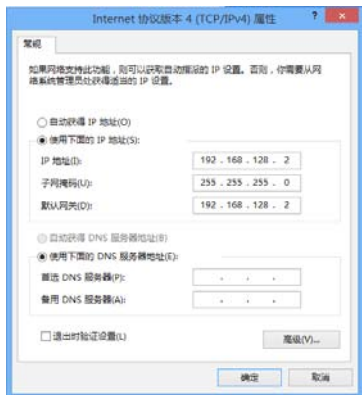 Internet 协议版本 4 (TCP/IPv4) 属性
?
常规
如果网络支持此功能，则可以获取自动指派的 IP 设置。否则，你需要从网
络系统管理员处获得适当的 IP 设置。
自动获得 IP 地址(O)
使用下面的 IP 地址(S):
IP 地址(I): 192 . 168 . 128 . 2
子网掩码(U): 255 . 255 . 255 . 0
默认网关(D): 192 . 168 . 128 . 2
自动获得 DNS 服务器地址(B)
使用下面的 DNS 服务器地址(E):
首选 DNS 服务器(P): . . .
备用 DNS 服务器(A): . . .
退出时验证设置(L)
高级(V)...
确定 取消